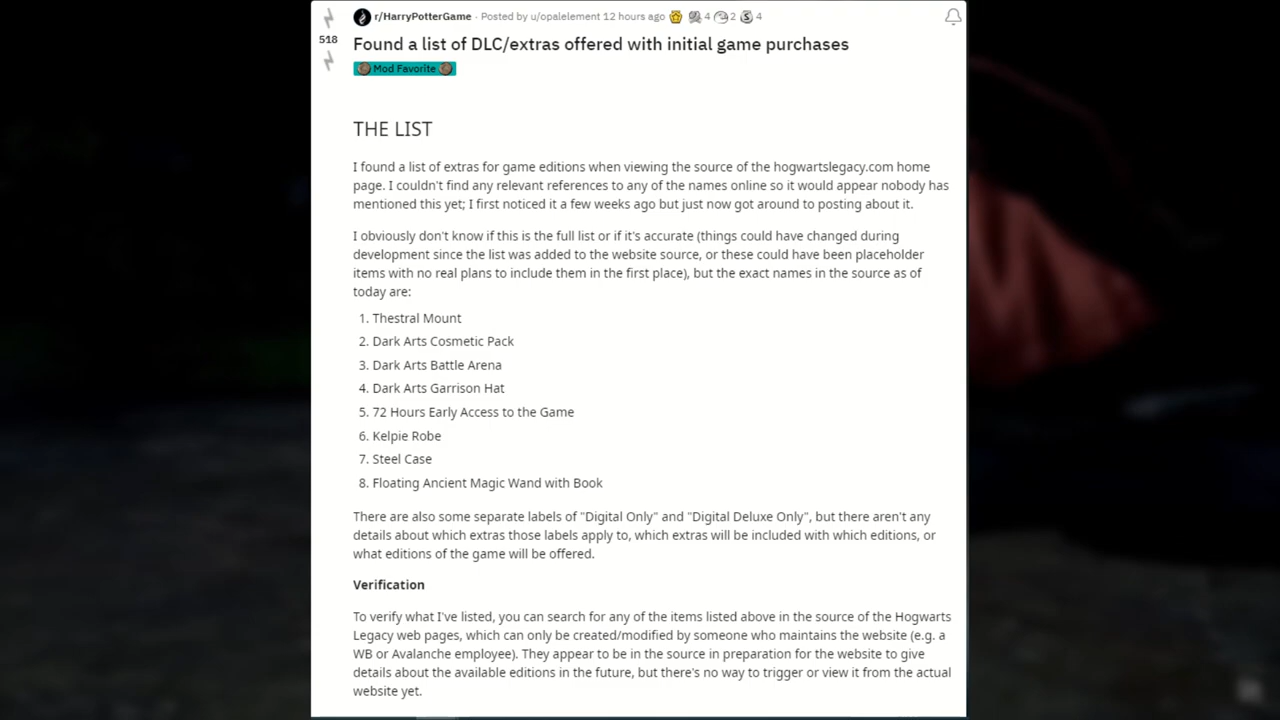 r/HarryPotterGame · Posted by u/opalelement 12 hours ago 4 2 4
518
Found a list of DLC/extras offered with initial game purchases
Mod Favorite
THE LIST
I found a list of extras for game editions when viewing the source of the hogwartslegacy.com home
page. I couldn't find any relevant references to any of the names online so it would appear nobody has
mentioned this yet; I first noticed it a few weeks ago but just now got around to posting about it.
I obviously don't know if this is the full list or if it's accurate (things could have changed during
development since the list was added to the website source, or these could have been placeholder
items with no real plans to include them in the first place), but the exact names in the source as of
today are:
1. Thestral Mount
2. Dark Arts Cosmetic Pack
3. Dark Arts Battle Arena
4. Dark Arts Garrison Hat
5. 72 Hours Early Access to the Game
6. Kelpie Robe
7. Steel Case
8. Floating Ancient Magic Wand with Book
There are also some separate labels of "Digital Only" and "Digital Deluxe Only", but there aren't any
details about which extras those labels apply to, which extras will be included with which editions, or
what editions of the game will be offered.
Verification
To verify what I've listed, you can search for any of the items listed above in the source of the Hogwarts
Legacy web pages, which can only be created/modified by someone who maintains the website (e.g. a
WB or Avalanche employee). They appear to be in the source in preparation for the website to give
details about the available editions in the future, but there's no way to trigger or view it from the actual
website yet.